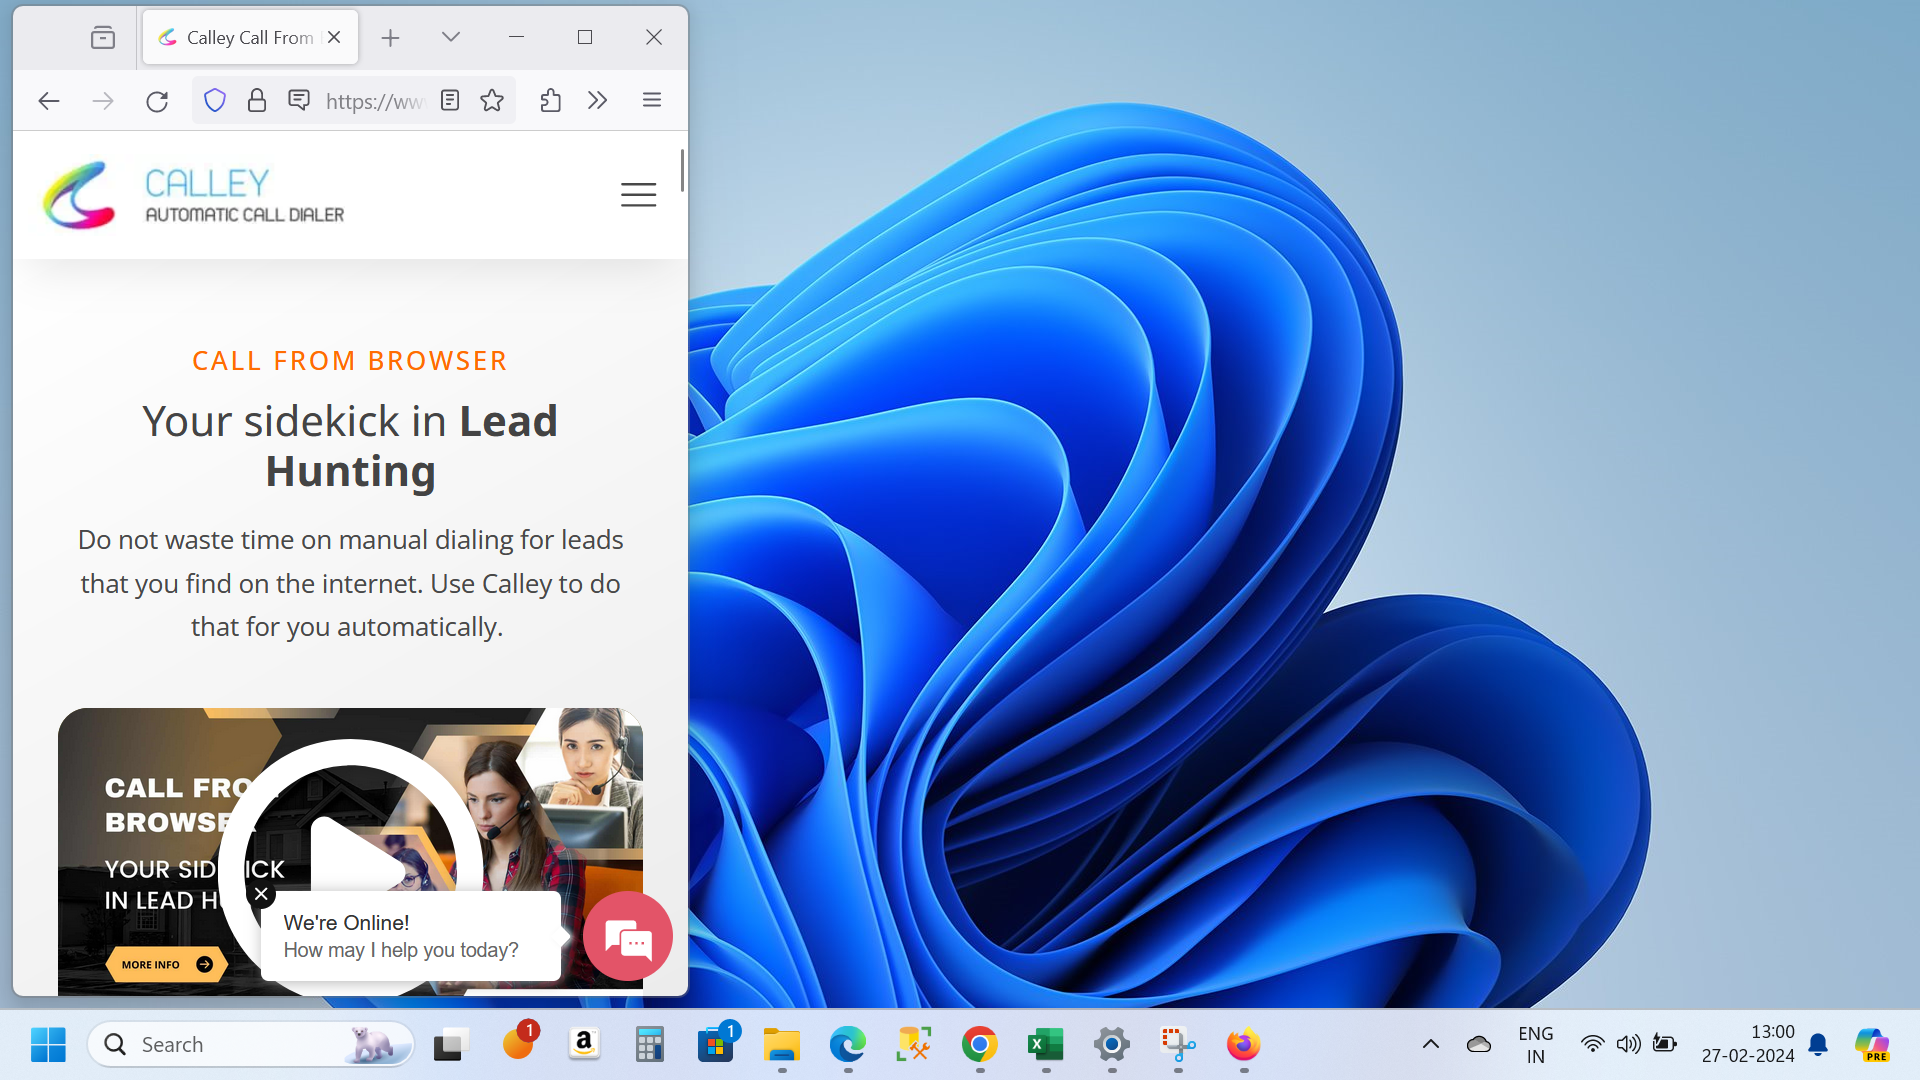 Calley Call From
https://ww
CALLEY
AUTOMATIC CALL DIALER
CALL FROM BROWSER
Your sidekick in Lead
Hunting
Do not waste time on manual dialing for leads
that you find on the internet. Use Calley to do
that for you automatically.
CALL FRO
BROWSE
YOUR SID ICK
IN LEAD H
MORE INFO
We're Online!
How may I help you today?
Search
1
1
ENG
IN
13:00
27-02-2024
PRE